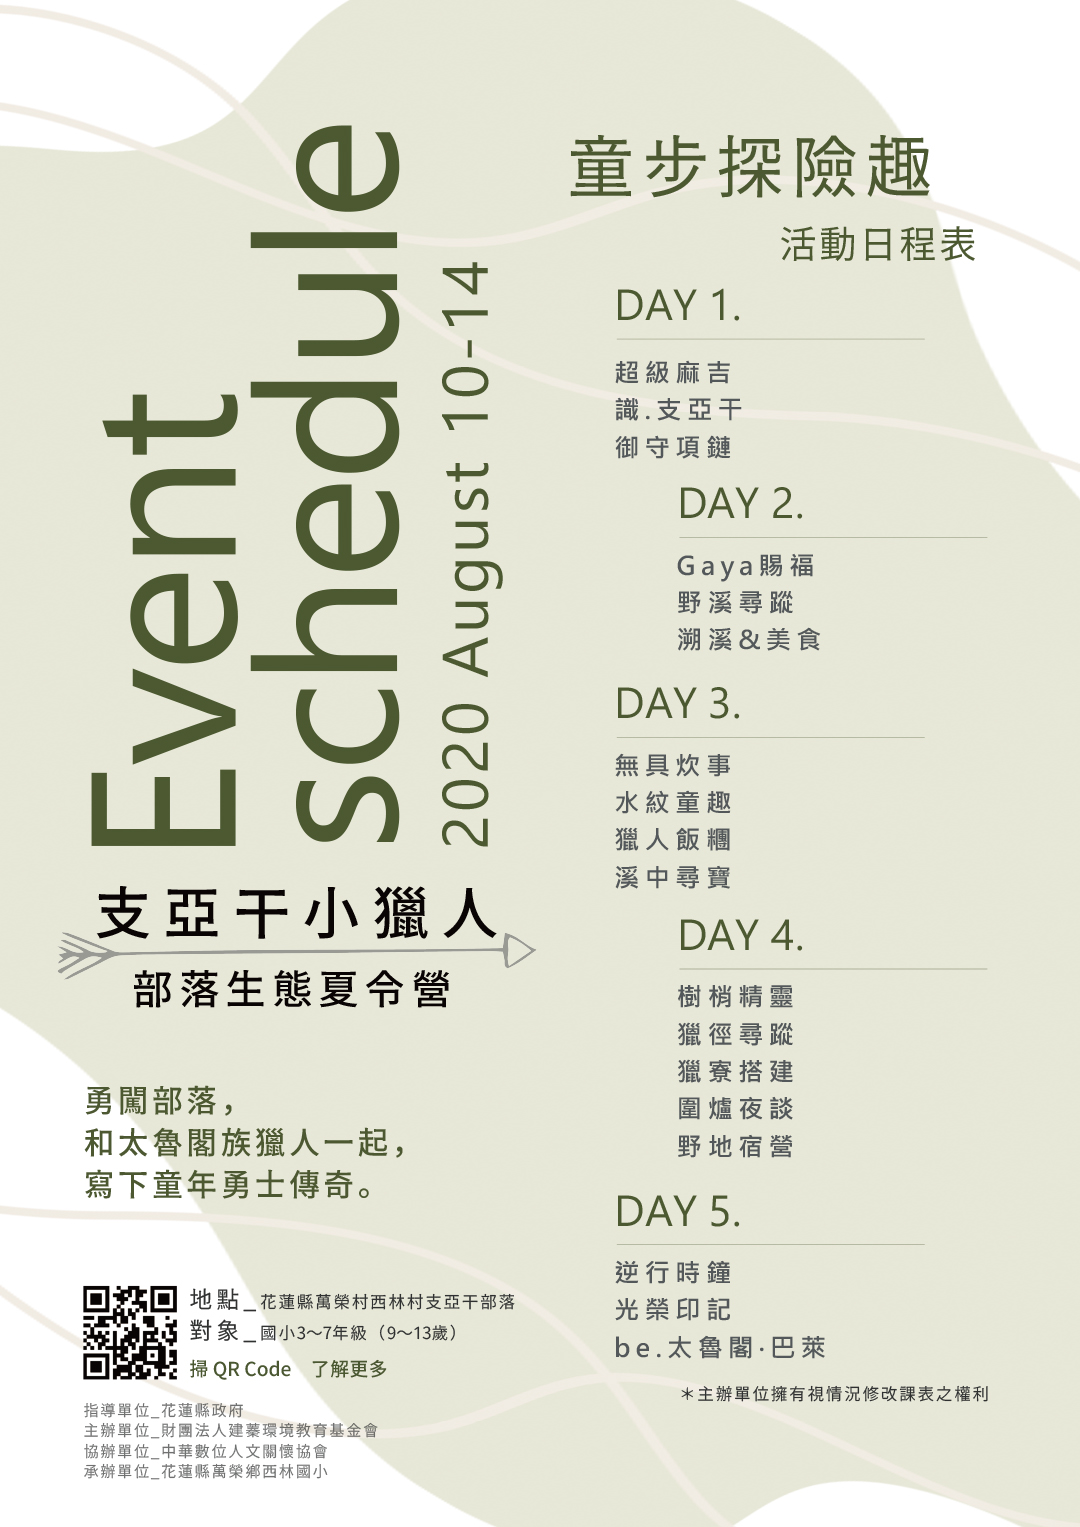 Event
schedule
2020 August 10-14
支亞干小獵人
部落生態夏令營
勇闖部落，
和太魯閣族獵人一起，
寫下童年勇士傳奇。
地點_花蓮縣萬榮村西林村支亞干部落
對象_國小3～7年級（9～13歲）
掃 QR Code 了解更多
指導單位_花蓮縣政府
主辦單位_財團法人建蓁環境教育基金會
協辦單位_中華數位人文關懷協會
承辦單位_花蓮縣萬榮鄉西林國小
童步探險趣
活動日程表
DAY 1.
超級麻吉
識.支亞干
御守項鏈
DAY 2.
Gaya賜福
野溪尋蹤
溯溪&美食
DAY 3.
無具炊事
水紋童趣
獵人飯糰
溪中尋寶
DAY 4.
樹梢精靈
獵徑尋蹤
獵寮搭建
圍爐夜談
野地宿營
DAY 5.
逆行時鐘
光榮印記
be.太魯閣·巴萊
＊主辦單位擁有視情況修改課表之權利